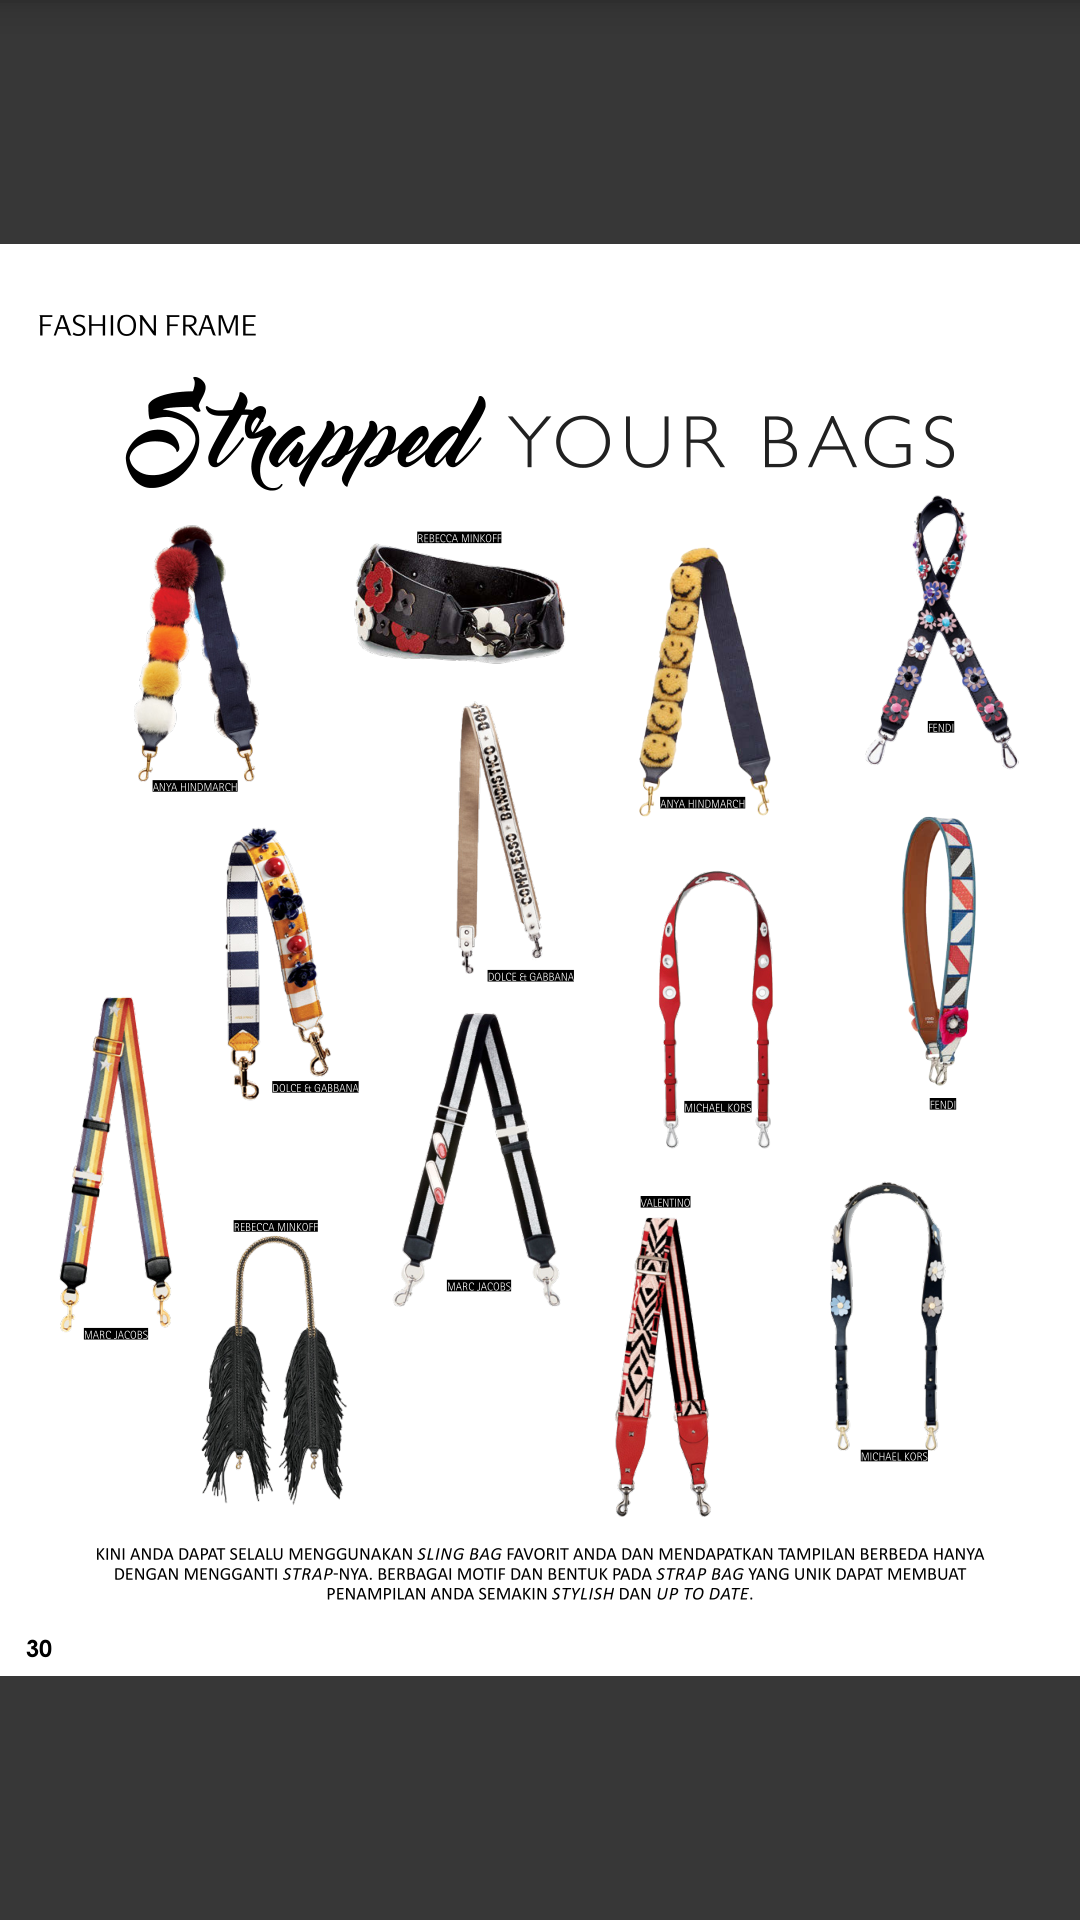 FASHION FRAME
Strapped YOUR BAGS
REBECCA MINKOFF
FENDI
ANYA HINDMARCH
ANYA HINDMARCH
COMPLESSO BANDISTICO DOL
DOLCE & GABBANA
DOLCE & GABBANA
MICHAEL KORS
FENDI
VALENTINO
REBECCA MINKOFF
MARC JACOBS
MARC JACOBS
MICHAEL KORS
KINI ANDA DAPAT SELALU MENGGUNAKAN SLING BAG FAVORIT ANDA DAN MENDAPATKAN TAMPILAN BERBEDA HANYA
DENGAN MENGGANTI STRAP-NYA. BERBAGAI MOTIF DAN BENTUK PADA STRAP BAG YANG UNIK DAPAT MEMBUAT
PENAMPILAN ANDA SEMAKIN STYLISH DAN UP TO DATE.
30